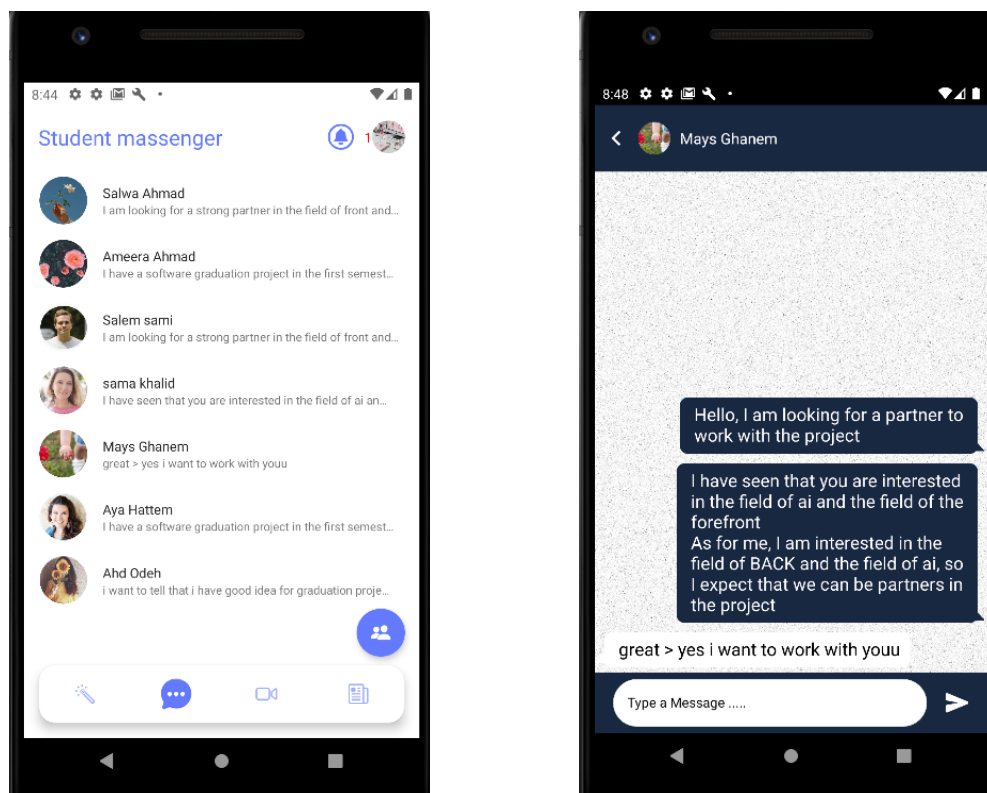 8:44
Student massenger
1
Salwa Ahmad
I am looking for a strong partner in the field of front and...
Ameera Ahmad
I have a software graduation project in the first semest...
Salem sami
I am looking for a strong partner in the field of front and...
sama khalid
I have seen that you are interested in the field of ai an...
Mays Ghanem
great > yes i want to work with youu
Aya Hattem
I have a software graduation project in the first semest...
Ahd Odeh
i want to tell that i have good idea for graduation proje...
8:48
Mays Ghanem
Hello, I am looking for a partner to
work with the project
I have seen that you are interested
in the field of ai and the field of the
forefront
As for me, I am interested in the
field of BACK and the field of ai, so
I expect that we can be partners in
the project
great > yes i want to work with youu
Type a Message .....